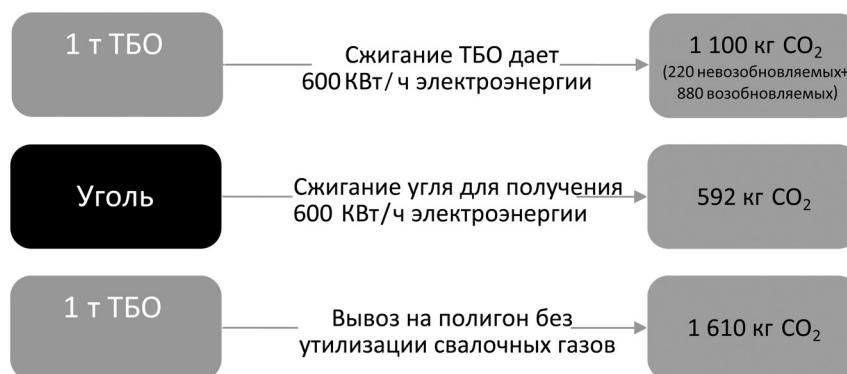 1 т ТБО
Сжигание ТБО дает
600 КВт/ч электроэнергии
1 100 кг CO₂
(220 невозобновляемых+
880 возобновляемых)
Уголь
Сжигание угля для получения
600 КВт/ч электроэнергии
592 кг CO₂
1 т ТБО
Вывоз на полигон без
утилизации свалочных газов
1 610 кг CO₂